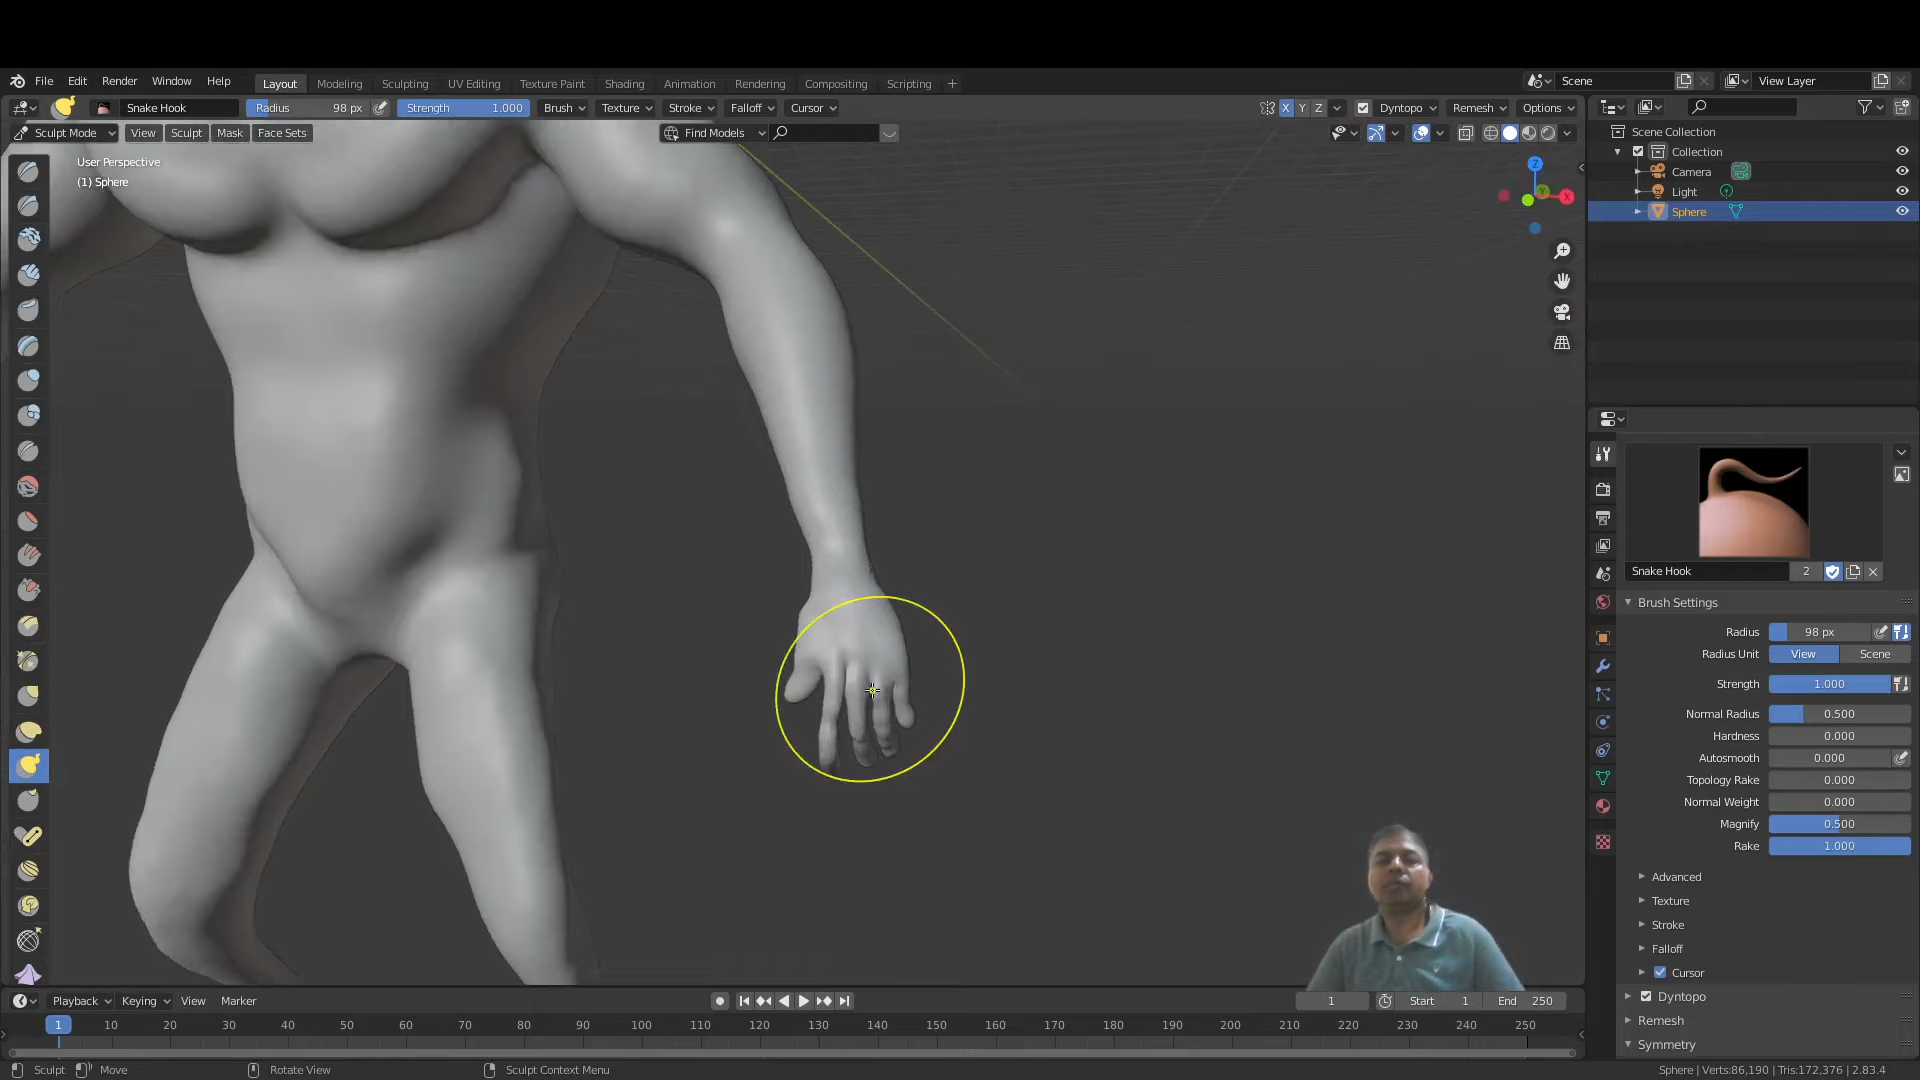 File Edit Render Window Help Layout Modeling Sculpting UV Editing Texture Paint Shading Animation Rendering Compositing Scripting + Scene View Layer
Snake Hook Radius 98 px Strength 1.000 Brush Texture Stroke Falloff Cursor X Y Z Dyntopo Remesh Options
Sculpt Mode View Sculpt Mask Face Sets Find Models
User Perspective
(1) Sphere
Z
Y
X
Scene Collection
Collection
Camera
Light
Sphere
Snake Hook 2
Brush Settings
Radius 98 px
Radius Unit View Scene
Strength 1.000
Normal Radius 0.500
Hardness 0.000
Autosmooth 0.000
Topology Rake 0.000
Normal Weight 0.000
Magnify 0.500
Rake 1.000
Advanced
Texture
Stroke
Falloff
Cursor
Dyntopo
Remesh
Symmetry
Playback Keying View Marker 1 Start 1 End 250
1 10 20 30 40 50 60 70 80 90 100 110 120 130 140 150 160 170 180 190 200 210 220 230 240 250
Sculpt Move Rotate View Sculpt Context Menu Sphere | Verts:86,190 | Tris:172,376 | 2.83.4